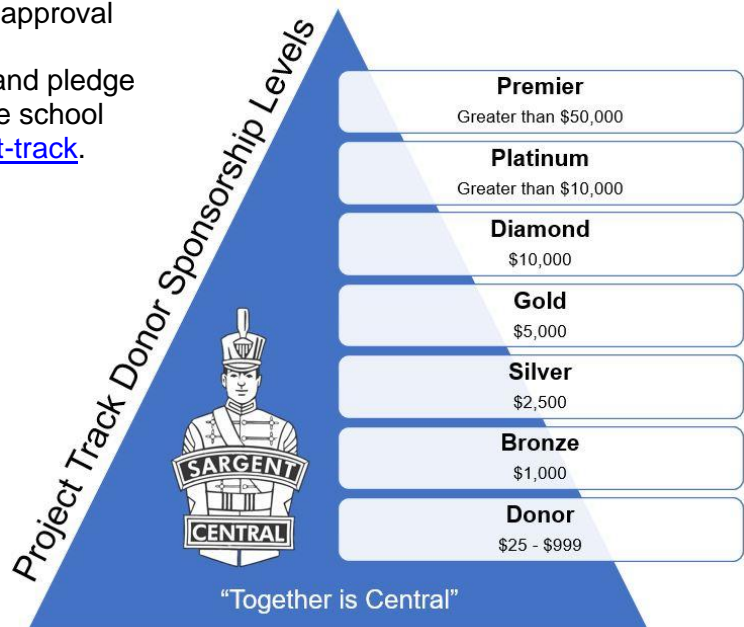 approval
and pledge
e school
t-track.
Project Track Donor Sponsorship Levels
Premier
Greater than $50,000
Platinum
Greater than $10,000
Diamond
$10,000
Gold
$5,000
Silver
$2,500
Bronze
$1,000
Donor
$25 - $999
SARGENT
CENTRAL
“Together is Central”